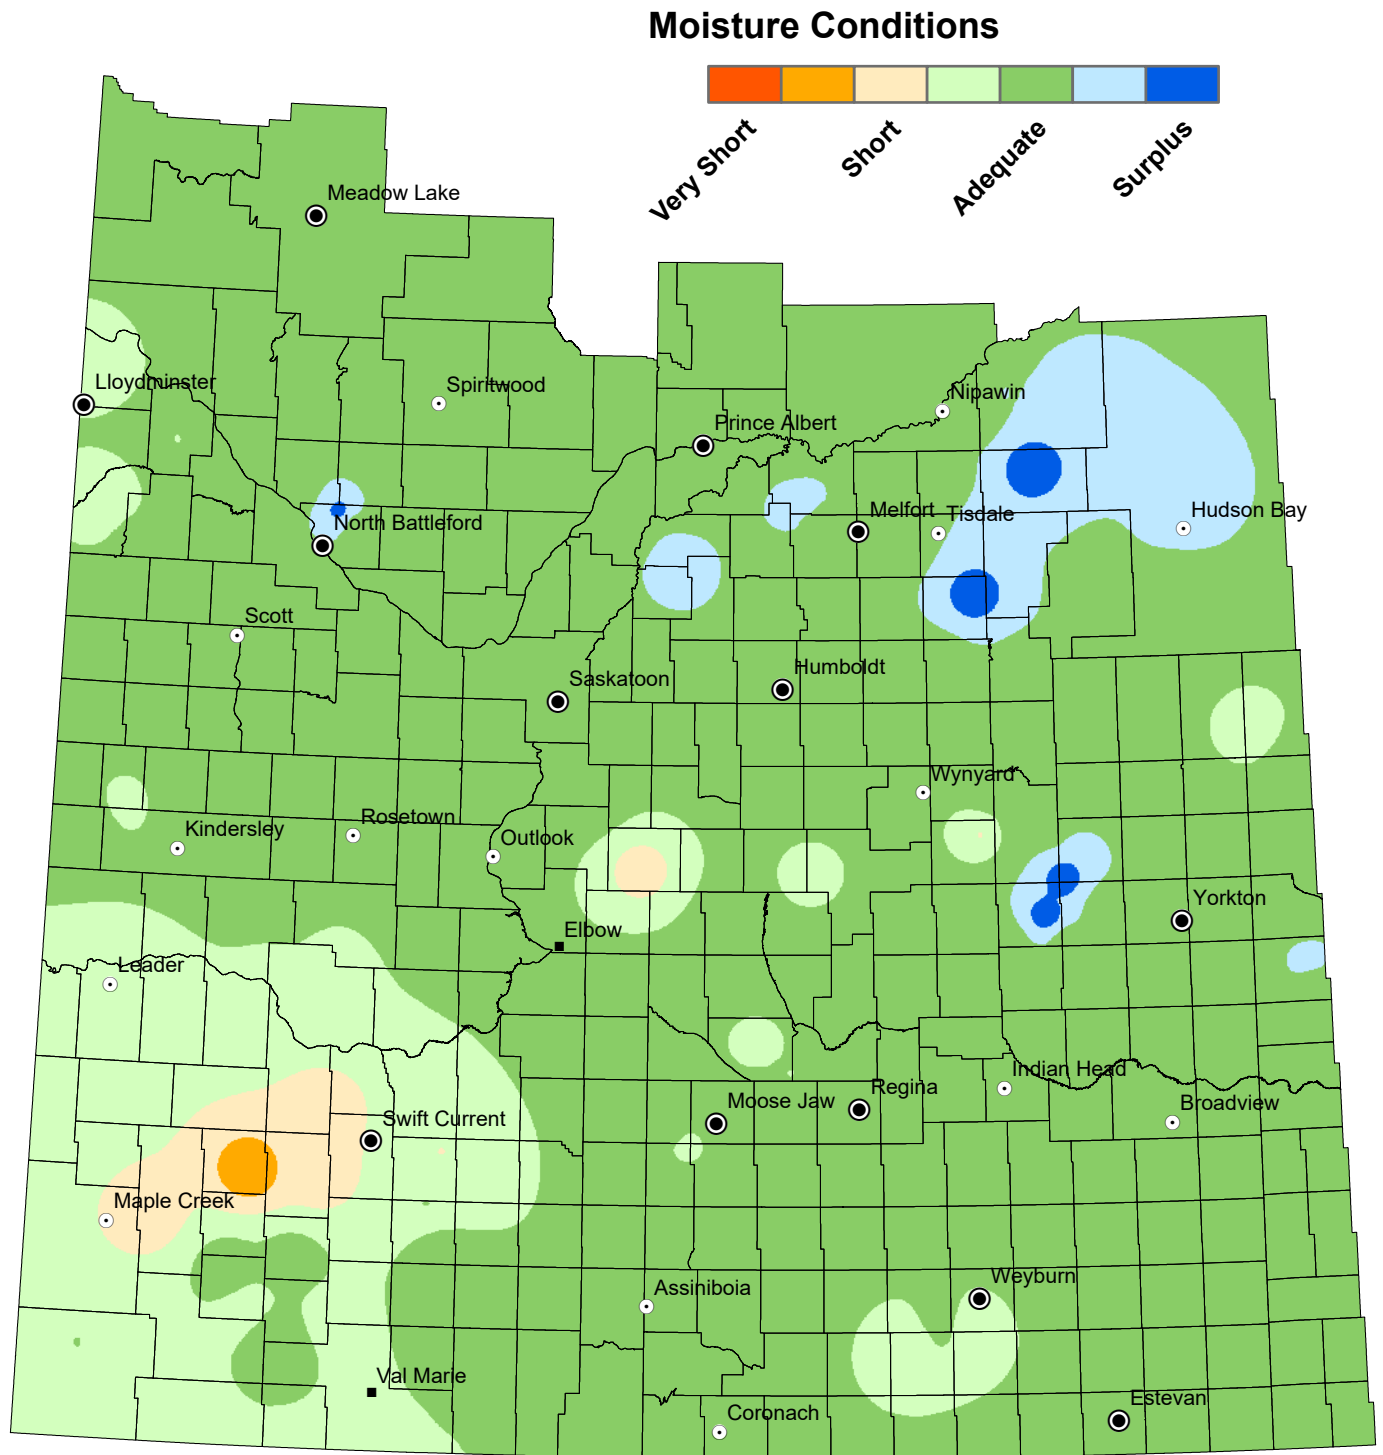 Moisture Conditions
Very Short
Short
Adequate
Surplus
Meadow Lake
Lloydminster
Spiritwood
Nipawin
Prince Albert
North Battleford
Melfort
Tisdale
Hudson Bay
Scott
Saskatoon
Humboldt
Wynyard
Kindersley
Rosetown
Outlook
Yorkton
Elbow
Leader
Indian Head
Regina
Moose Jaw
Broadview
Swift Current
Maple Creek
Assiniboia
Weyburn
Val Marie
Coronach
Estevan